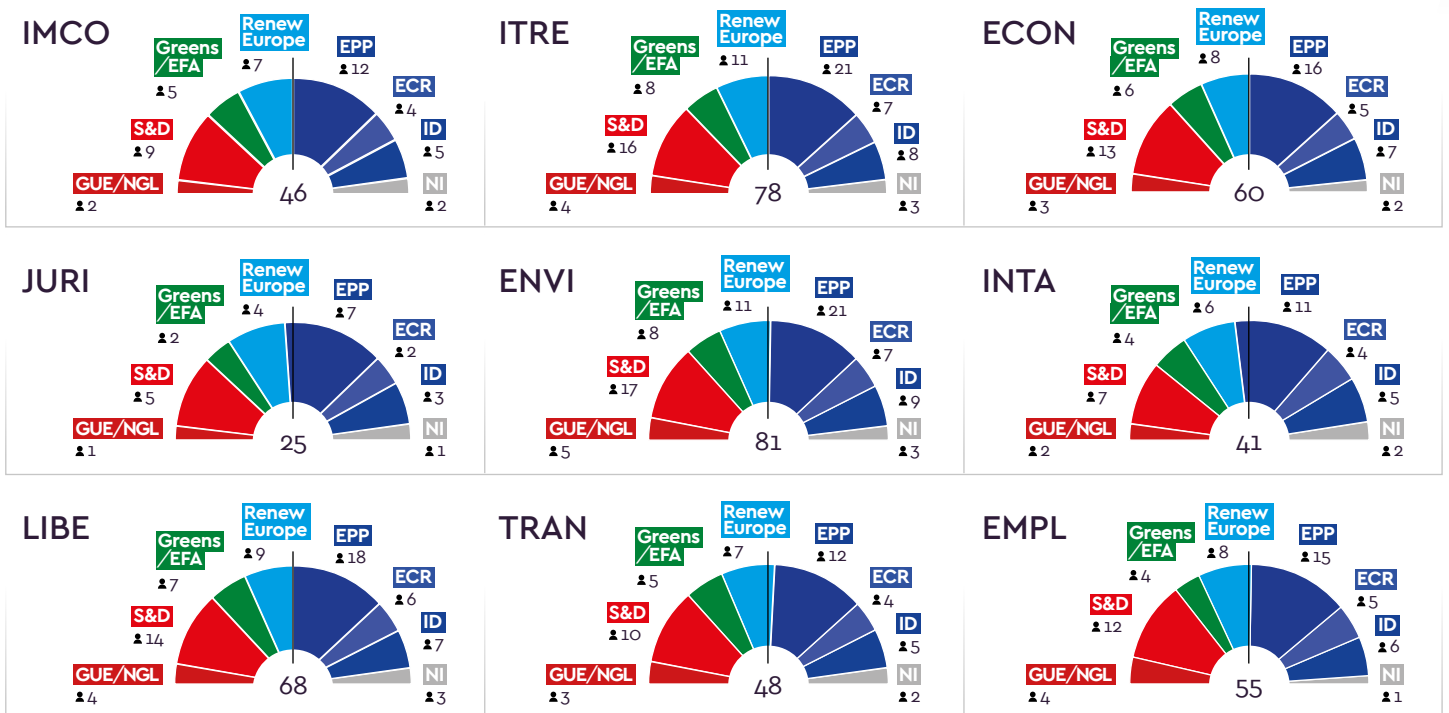 IMCO
GUE/NGL
2
S&D
9
Greens
/EFA
5
Renew
Europe
7
EPP
12
ECR
4
ID
5
NI
2
46
ITRE
GUE/NGL
4
S&D
16
Greens
/EFA
8
Renew
Europe
11
EPP
21
ECR
7
ID
8
NI
3
78
ECON
GUE/NGL
3
S&D
13
Greens
/EFA
6
Renew
Europe
8
EPP
16
ECR
5
ID
7
NI
2
60
JURI
GUE/NGL
1
S&D
5
Greens
/EFA
2
Renew
Europe
4
EPP
7
ECR
2
ID
3
NI
1
25
ENVI
GUE/NGL
5
S&D
17
Greens
/EFA
8
Renew
Europe
11
EPP
21
ECR
7
ID
9
NI
3
81
INTA
GUE/NGL
2
S&D
7
Greens
/EFA
4
Renew
Europe
6
EPP
11
ECR
4
ID
5
NI
2
41
LIBE
GUE/NGL
4
S&D
14
Greens
/EFA
7
Renew
Europe
9
EPP
18
ECR
6
ID
7
NI
3
68
TRAN
GUE/NGL
3
S&D
10
Greens
/EFA
5
Renew
Europe
7
EPP
12
ECR
4
ID
5
NI
2
48
EMPL
GUE/NGL
4
S&D
12
Greens
/EFA
4
Renew
Europe
8
EPP
15
ECR
5
ID
6
NI
1
55